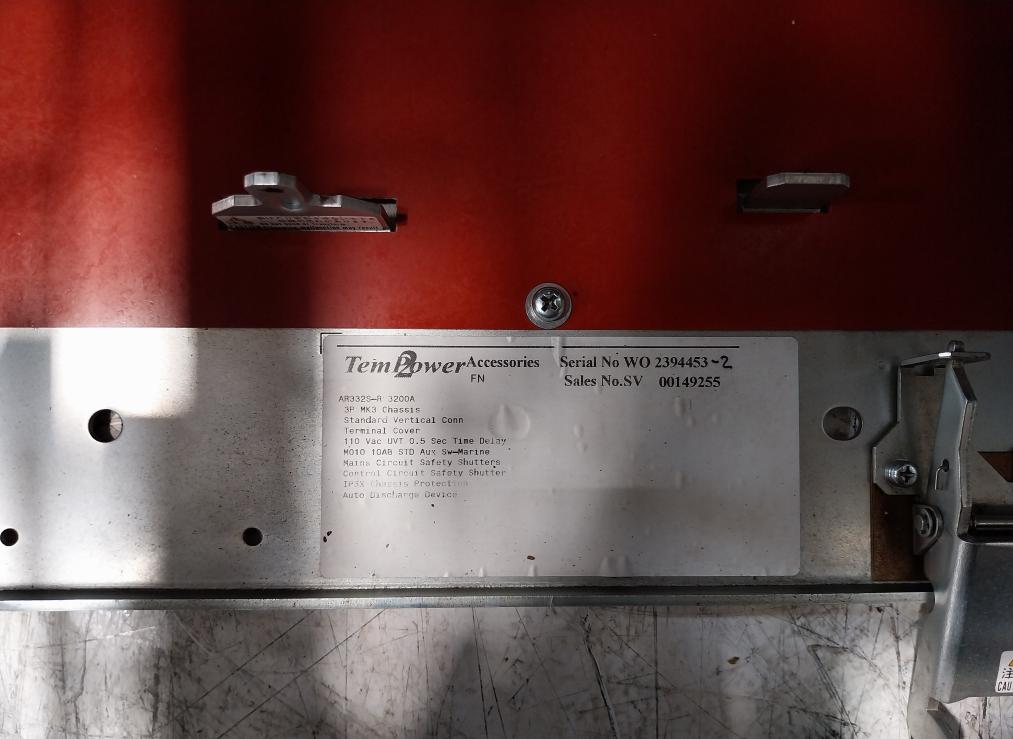 TemPower2 Accessories Serial No WO 2394453-2
FN Sales No.SV 00149255
AR332S-R 3200A
3P MK3 Chassis
Standard Vertical Conn
Terminal Cover
110 Vac UVT 0.5 Sec Time Delay
M010 10AB STD Aux Sw-Marine
Mains Circuit Safety Shutters
Control Circuit Safety Shutter
IP3X Chassis Protection
Auto Discharge Device
注
CAU